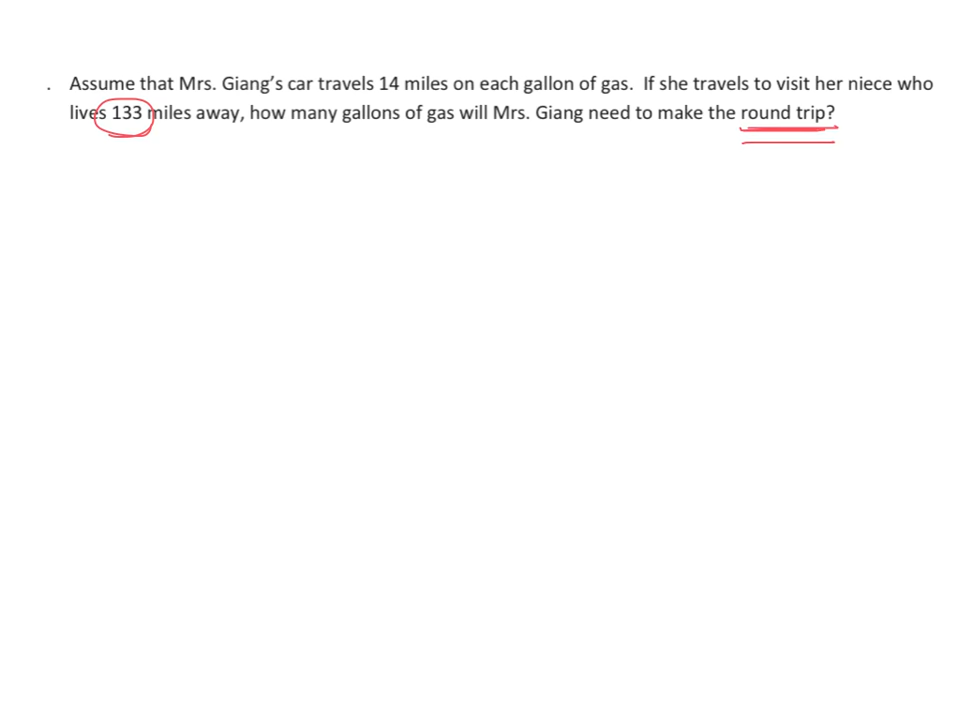 . Assume that Mrs. Giang’s car travels 14 miles on each gallon of gas. If she travels to visit her niece who
lives 133 miles away, how many gallons of gas will Mrs. Giang need to make the round trip?